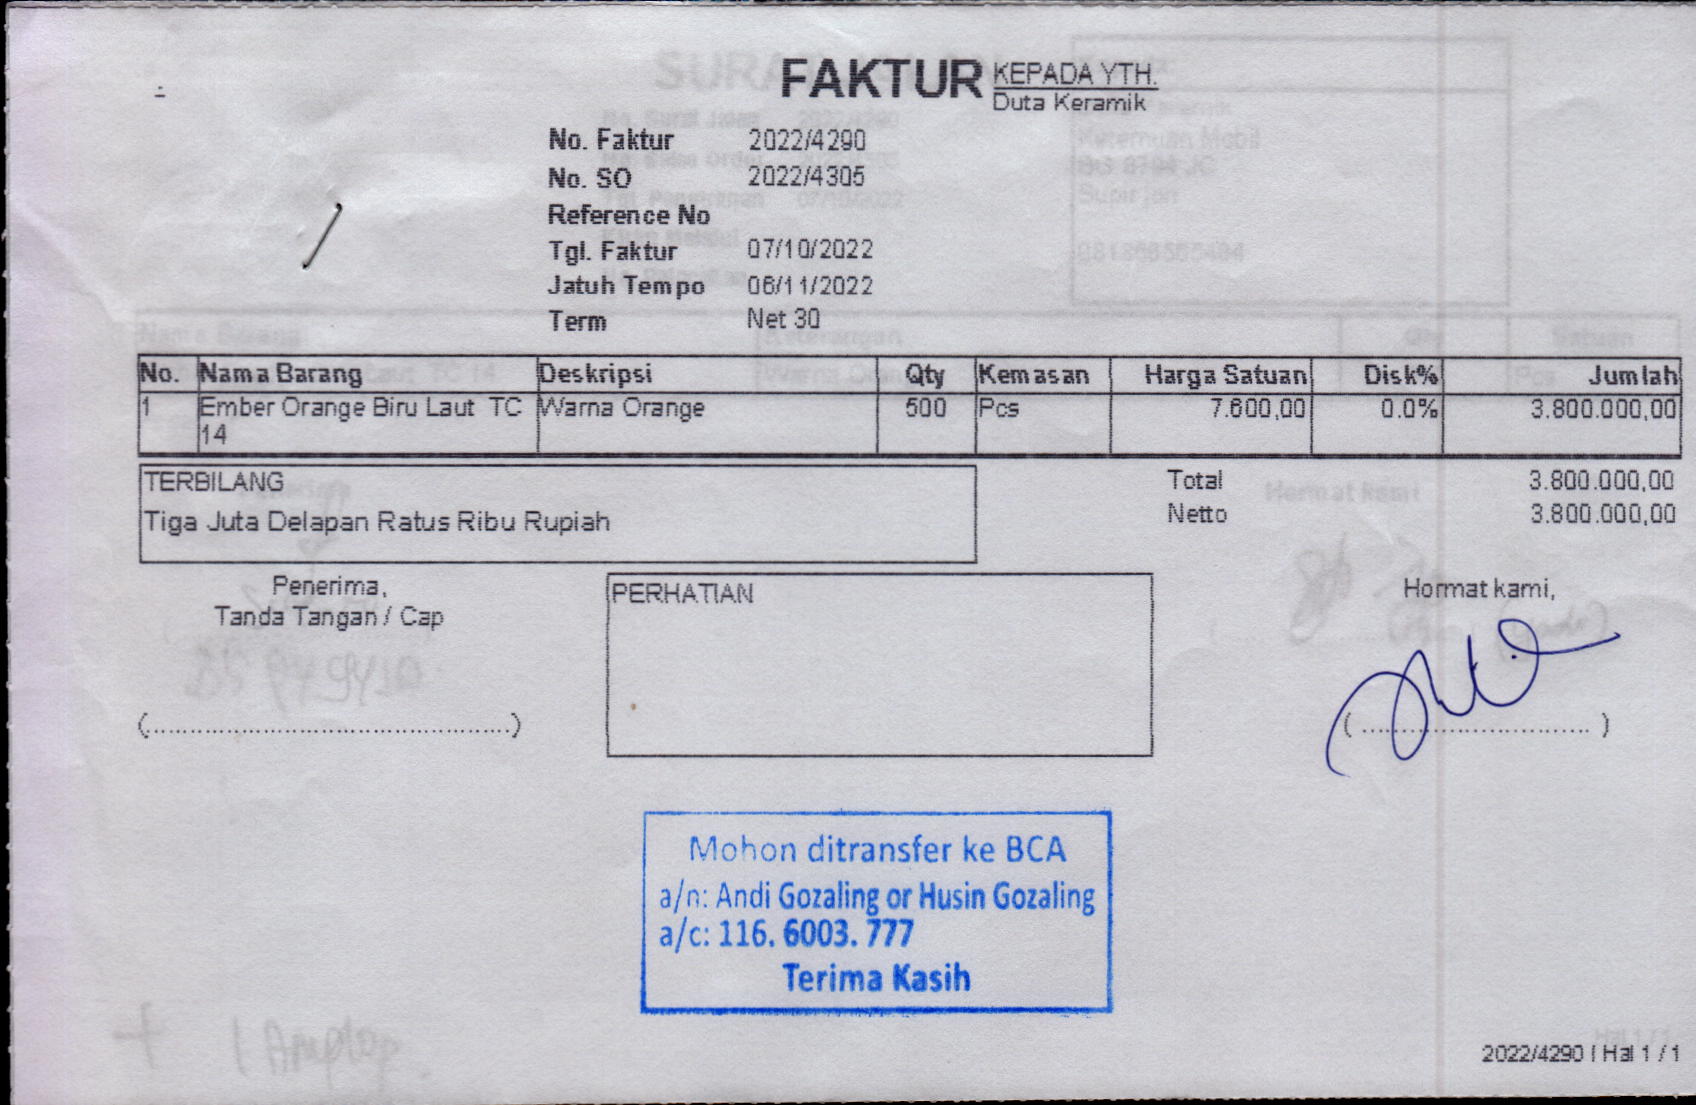 FAKTUR
KEPADA YTH.
Duta Keramik
No. Faktur 2022/4290
No. SO 2022/4305
Reference No
Tgl. Faktur 07/10/2022
Jatuh Tempo 06/11/2022
Term Net 30
No. Nama Barang Deskripsi Qty Kemasan Harga Satuan Disk% Jumlah
1 Ember Orange Biru Laut TC Warna Orange 500 Pcs 7.600,00 0.0% 3.800.000,00
14
TERBILANG
Tiga Juta Delapan Ratus Ribu Rupiah
Total 3.800.000,00
Netto 3.800.000,00
Penerima,
Tanda Tangan / Cap
(..............................................)
PERHATIAN
Hormat kami,
( ............................. )
Mohon ditransfer ke BCA
a/n: Andi Gozaling or Husin Gozaling
a/c: 116. 6003. 777
Terima Kasih
2022/4290 | Hal 1 / 1